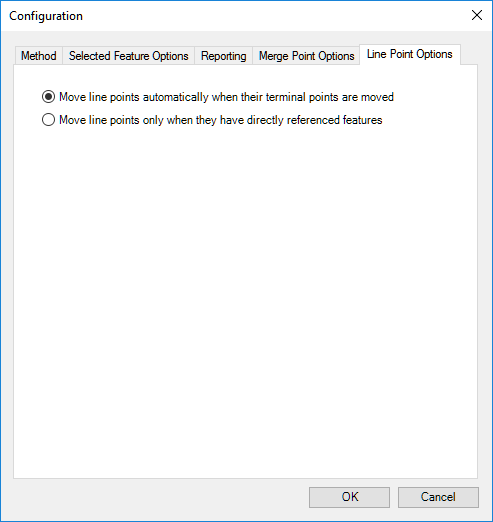 Configuration
Method Selected Feature Options Reporting Merge Point Options Line Point Options
Move line points automatically when their terminal points are moved
Move line points only when they have directly referenced features
OK Cancel